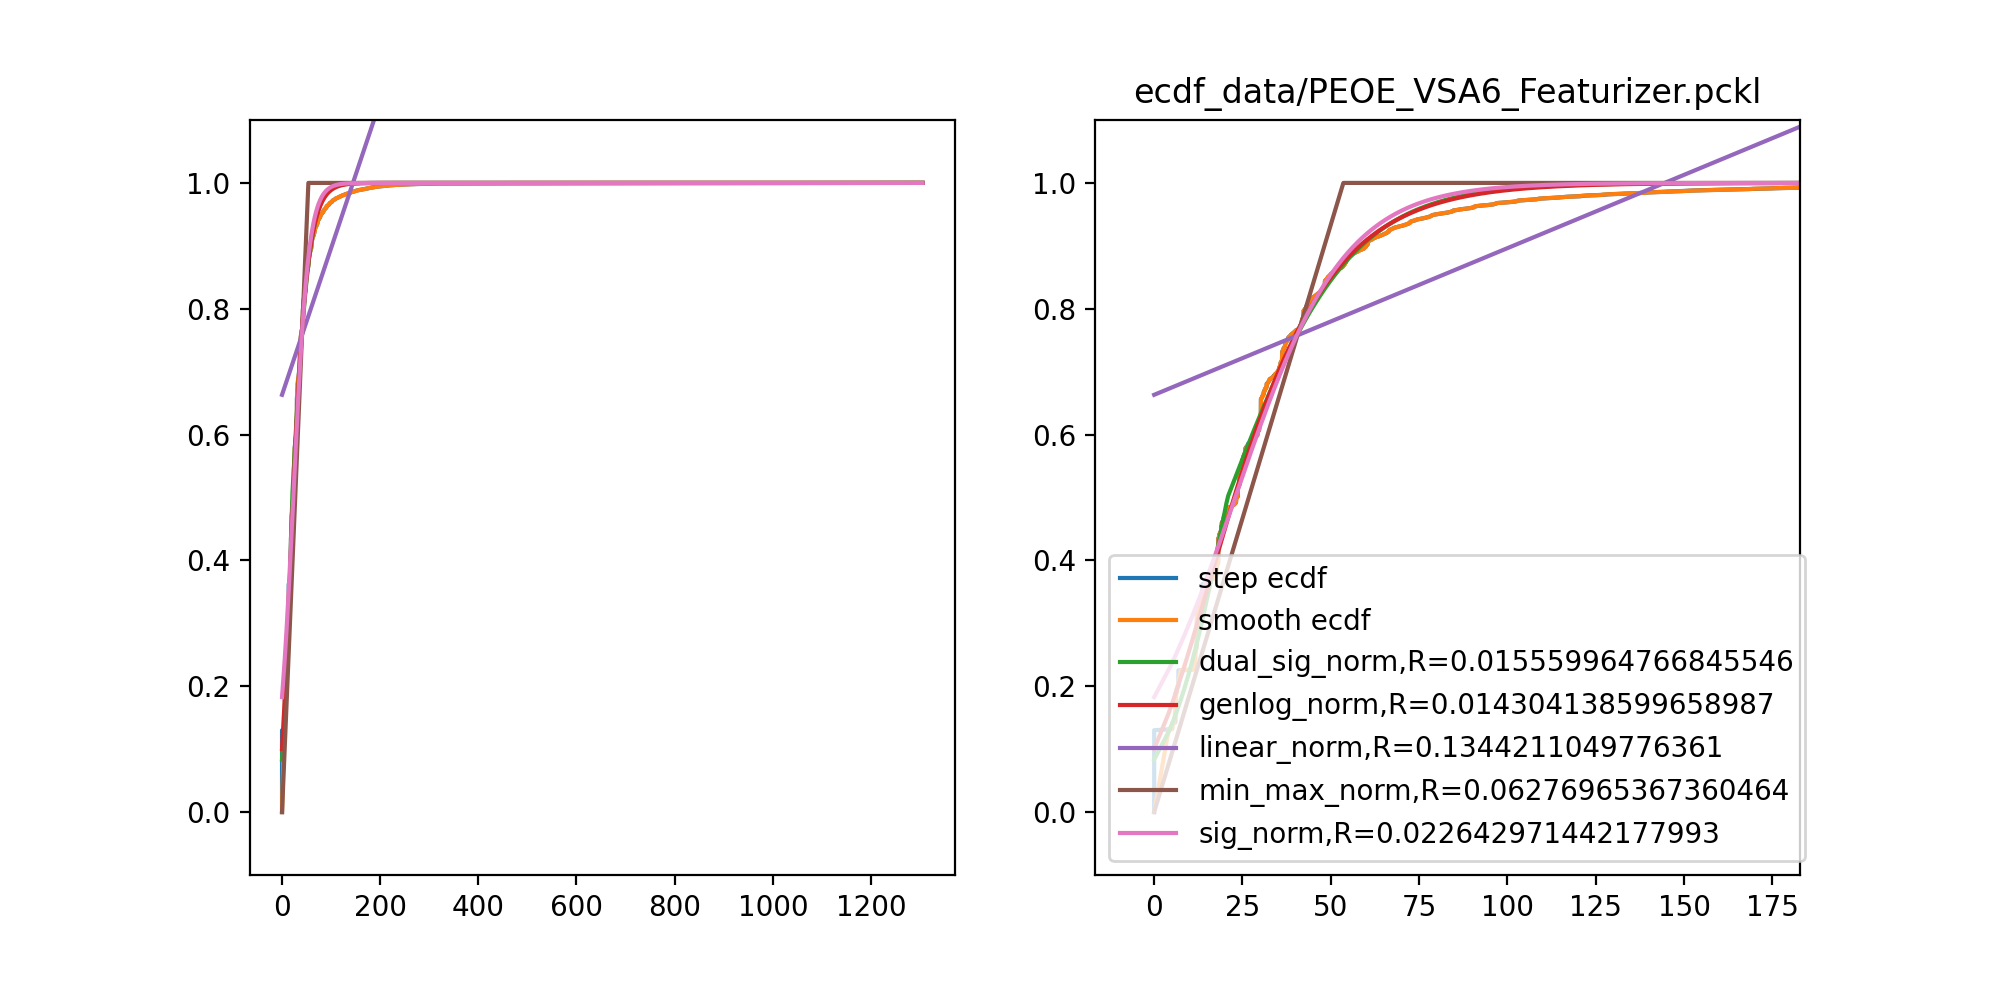 ecdf_data/PEOE_VSA6_Featurizer.pckl
1.0
0.8
0.6
0.4
0.2
0.0
0 200 400 600 800 1000 1200
1.0
0.8
0.6
0.4
0.2
0.0
step ecdf
smooth ecdf
dual_sig_norm,R=0.015559964766845546
genlog_norm,R=0.014304138599658987
linear_norm,R=0.1344211049776361
min_max_norm,R=0.06276965367360464
sig_norm,R=0.022642971442177993
0 25 50 75 100 125 150 175